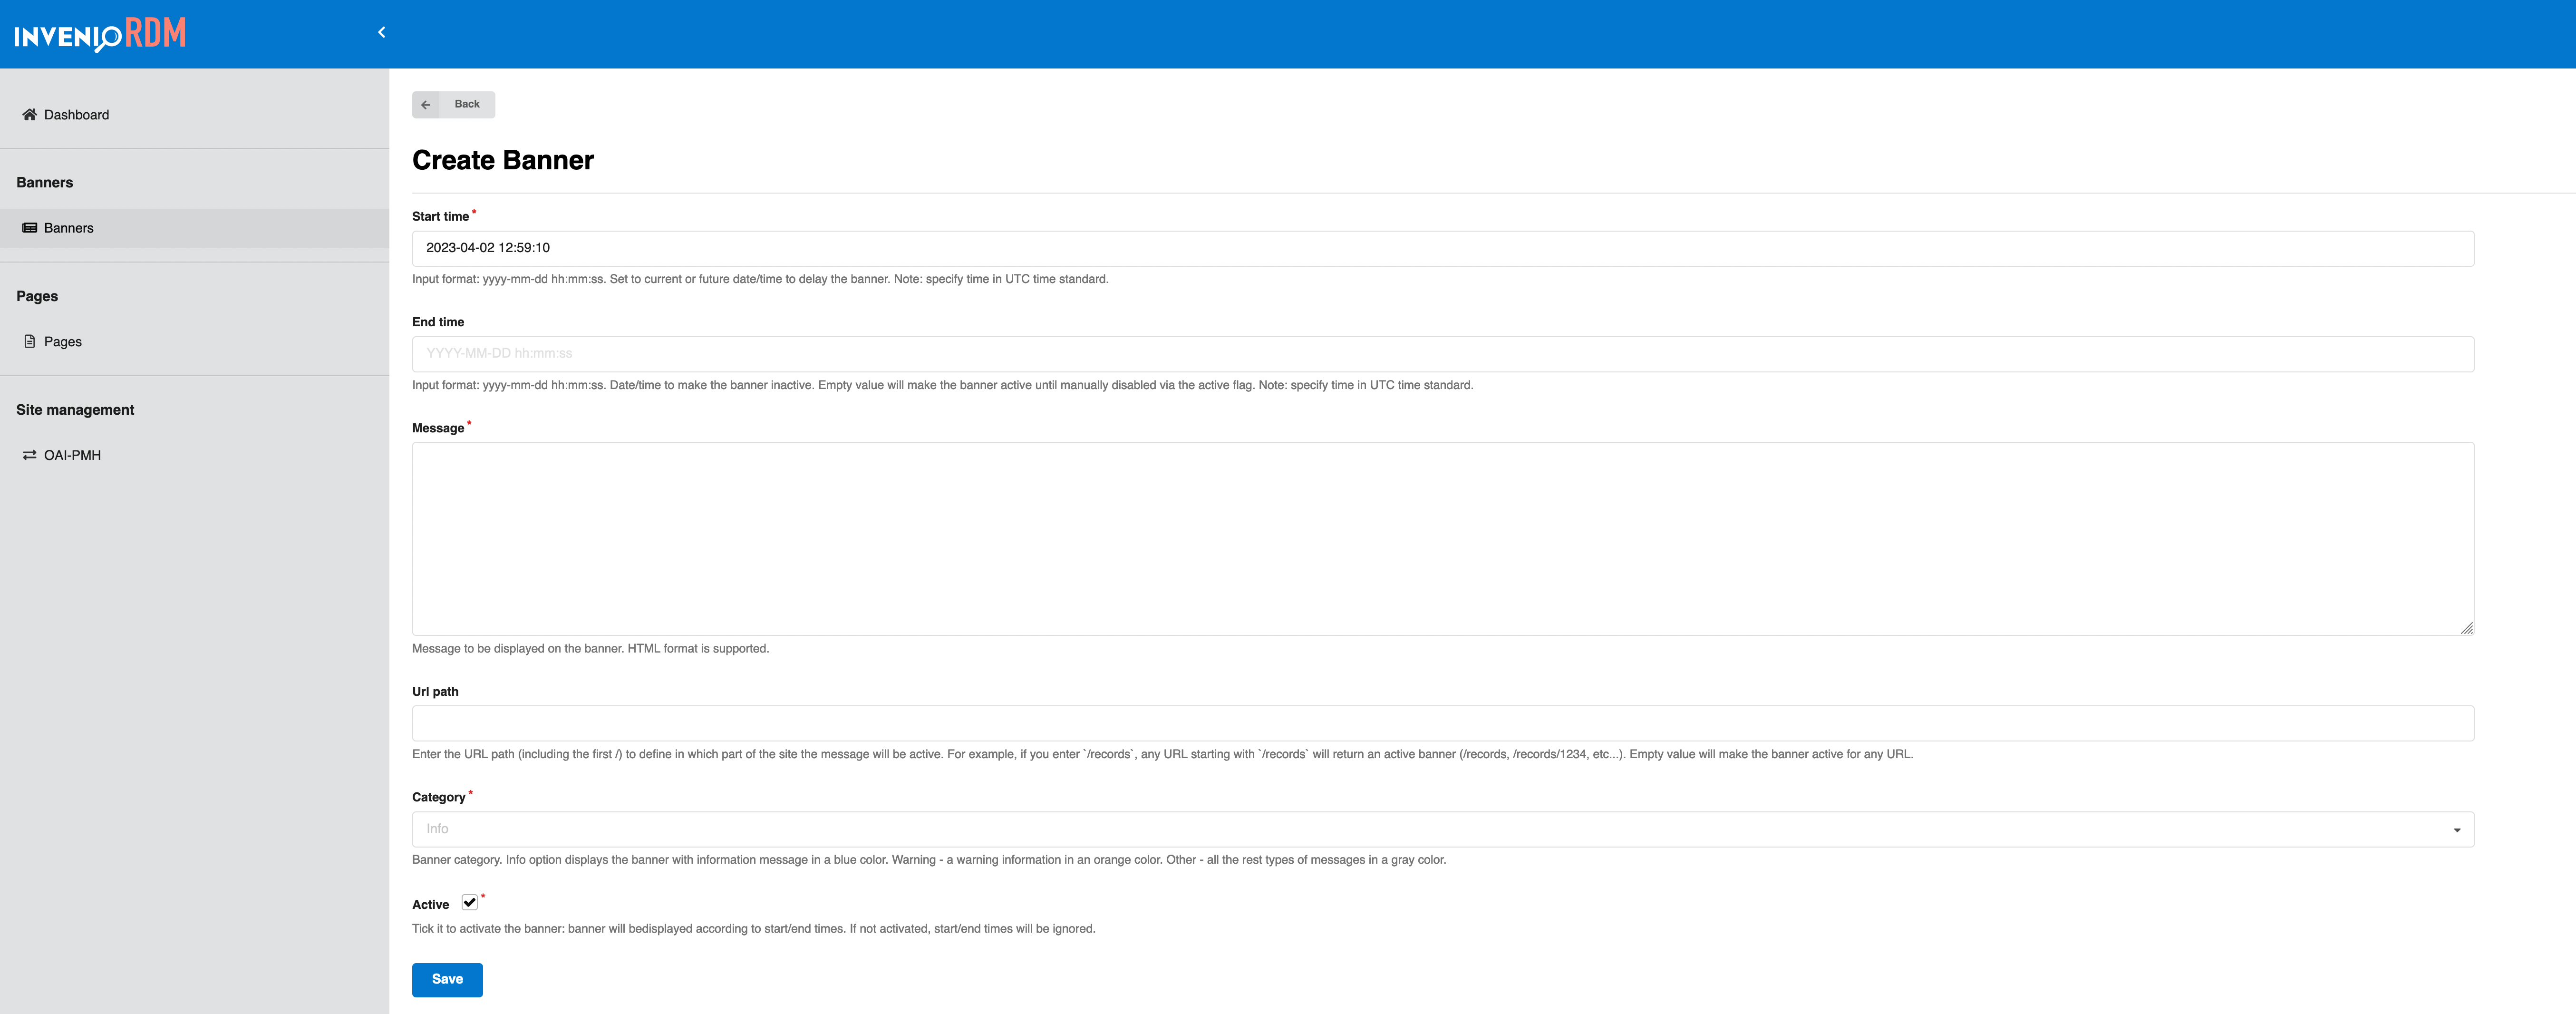 INVENIO RDM
Dashboard
Banners
Banners
Pages
Pages
Site management
OAI-PMH
Back
Create Banner
Start time *
2023-04-02 12:59:10
Input format: yyyy-mm-dd hh:mm:ss. Set to current or future date/time to delay the banner. Note: specify time in UTC time standard.
End time
YYYY-MM-DD hh:mm:ss
Input format: yyyy-mm-dd hh:mm:ss. Date/time to make the banner inactive. Empty value will make the banner active until manually disabled via the active flag. Note: specify time in UTC time standard.
Message *
Message to be displayed on the banner. HTML format is supported.
Url path
Enter the URL path (including the first /) to define in which part of the site the message will be active. For example, if you enter `/records`, any URL starting with `/records` will return an active banner (/records, /records/1234, etc...). Empty value will make the banner active for any URL.
Category *
Info
Banner category. Info option displays the banner with information message in a blue color. Warning - a warning information in an orange color. Other - all the rest types of messages in a gray color.
Active *
Tick it to activate the banner: banner will bedisplayed according to start/end times. If not activated, start/end times will be ignored.
Save